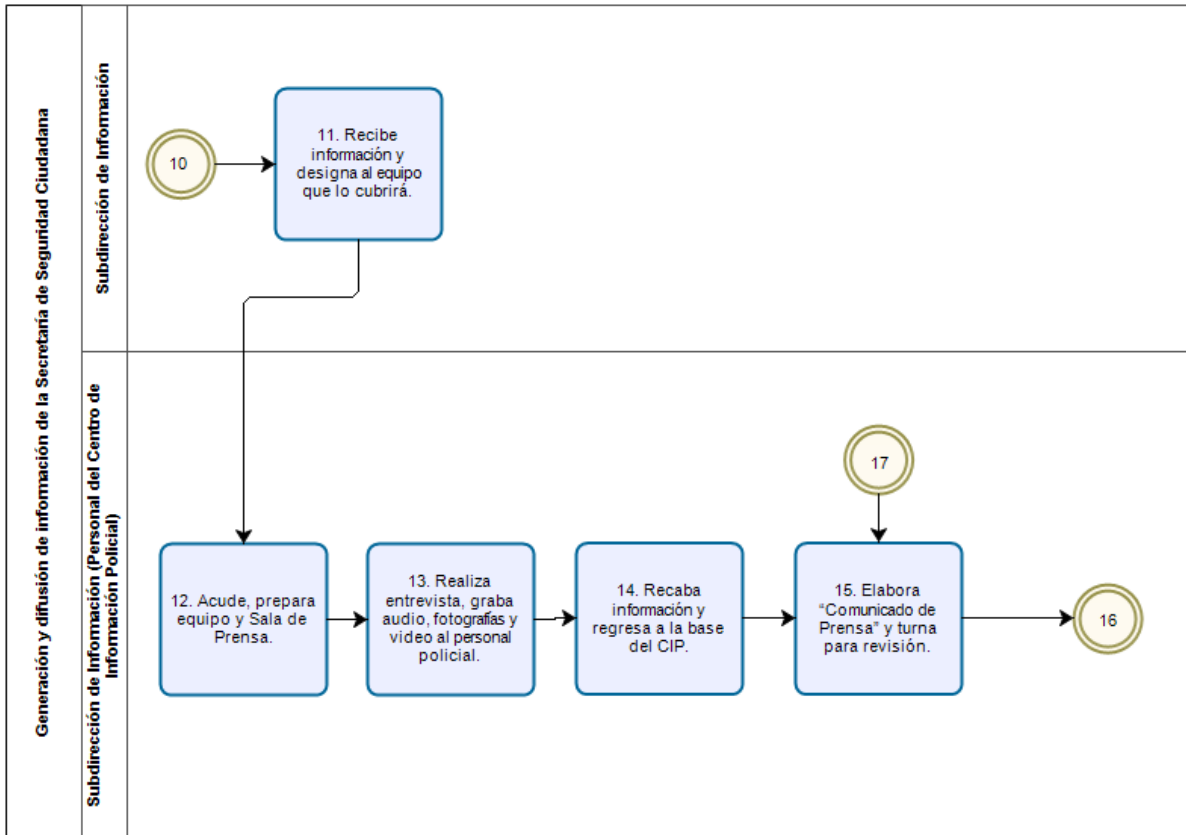 Generación y difusión de información de la Secretaría de Seguridad Ciudadana
Subdirección de Información
10
11. Recibe
información y
designa al equipo
que lo cubrirá.
Subdirección de Información (Personal del Centro de
Información Policial)
17
12. Acude, prepara
equipo y Sala de
Prensa.
13. Realiza
entrevista, graba
audio, fotografías y
video al personal
policial.
14. Recaba
información y
regresa a la base
del CIP.
15. Elabora
“Comunicado de
Prensa” y turna
para revisión.
16